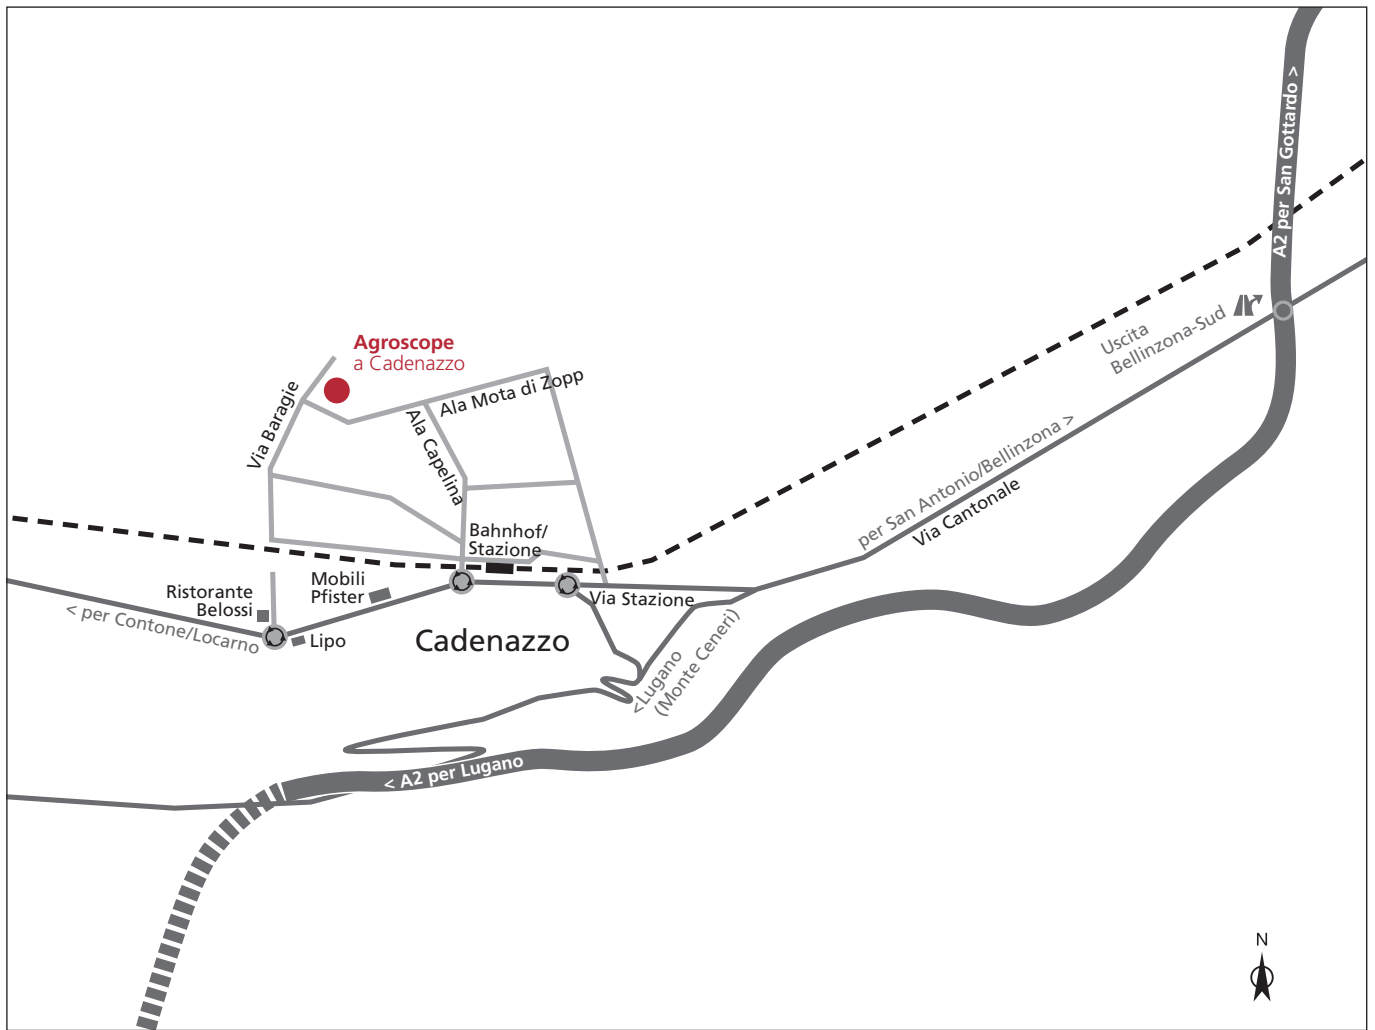 A2 per San Gottardo >
Uscita
Bellinzona-Sud
Agroscope
a Cadenazzo
Via Baragie
Ala Mota di Zopp
Ala Capelina
per San Antonio/Bellinzona >
Via Cantonale
Bahnhof/
Stazione
Mobili
Pfister
Ristorante
Belossi
< per Contone/Locarno
Lipo
Via Stazione
Cadenazzo
<Lugano
(Monte Ceneri)
< A2 per Lugano
N